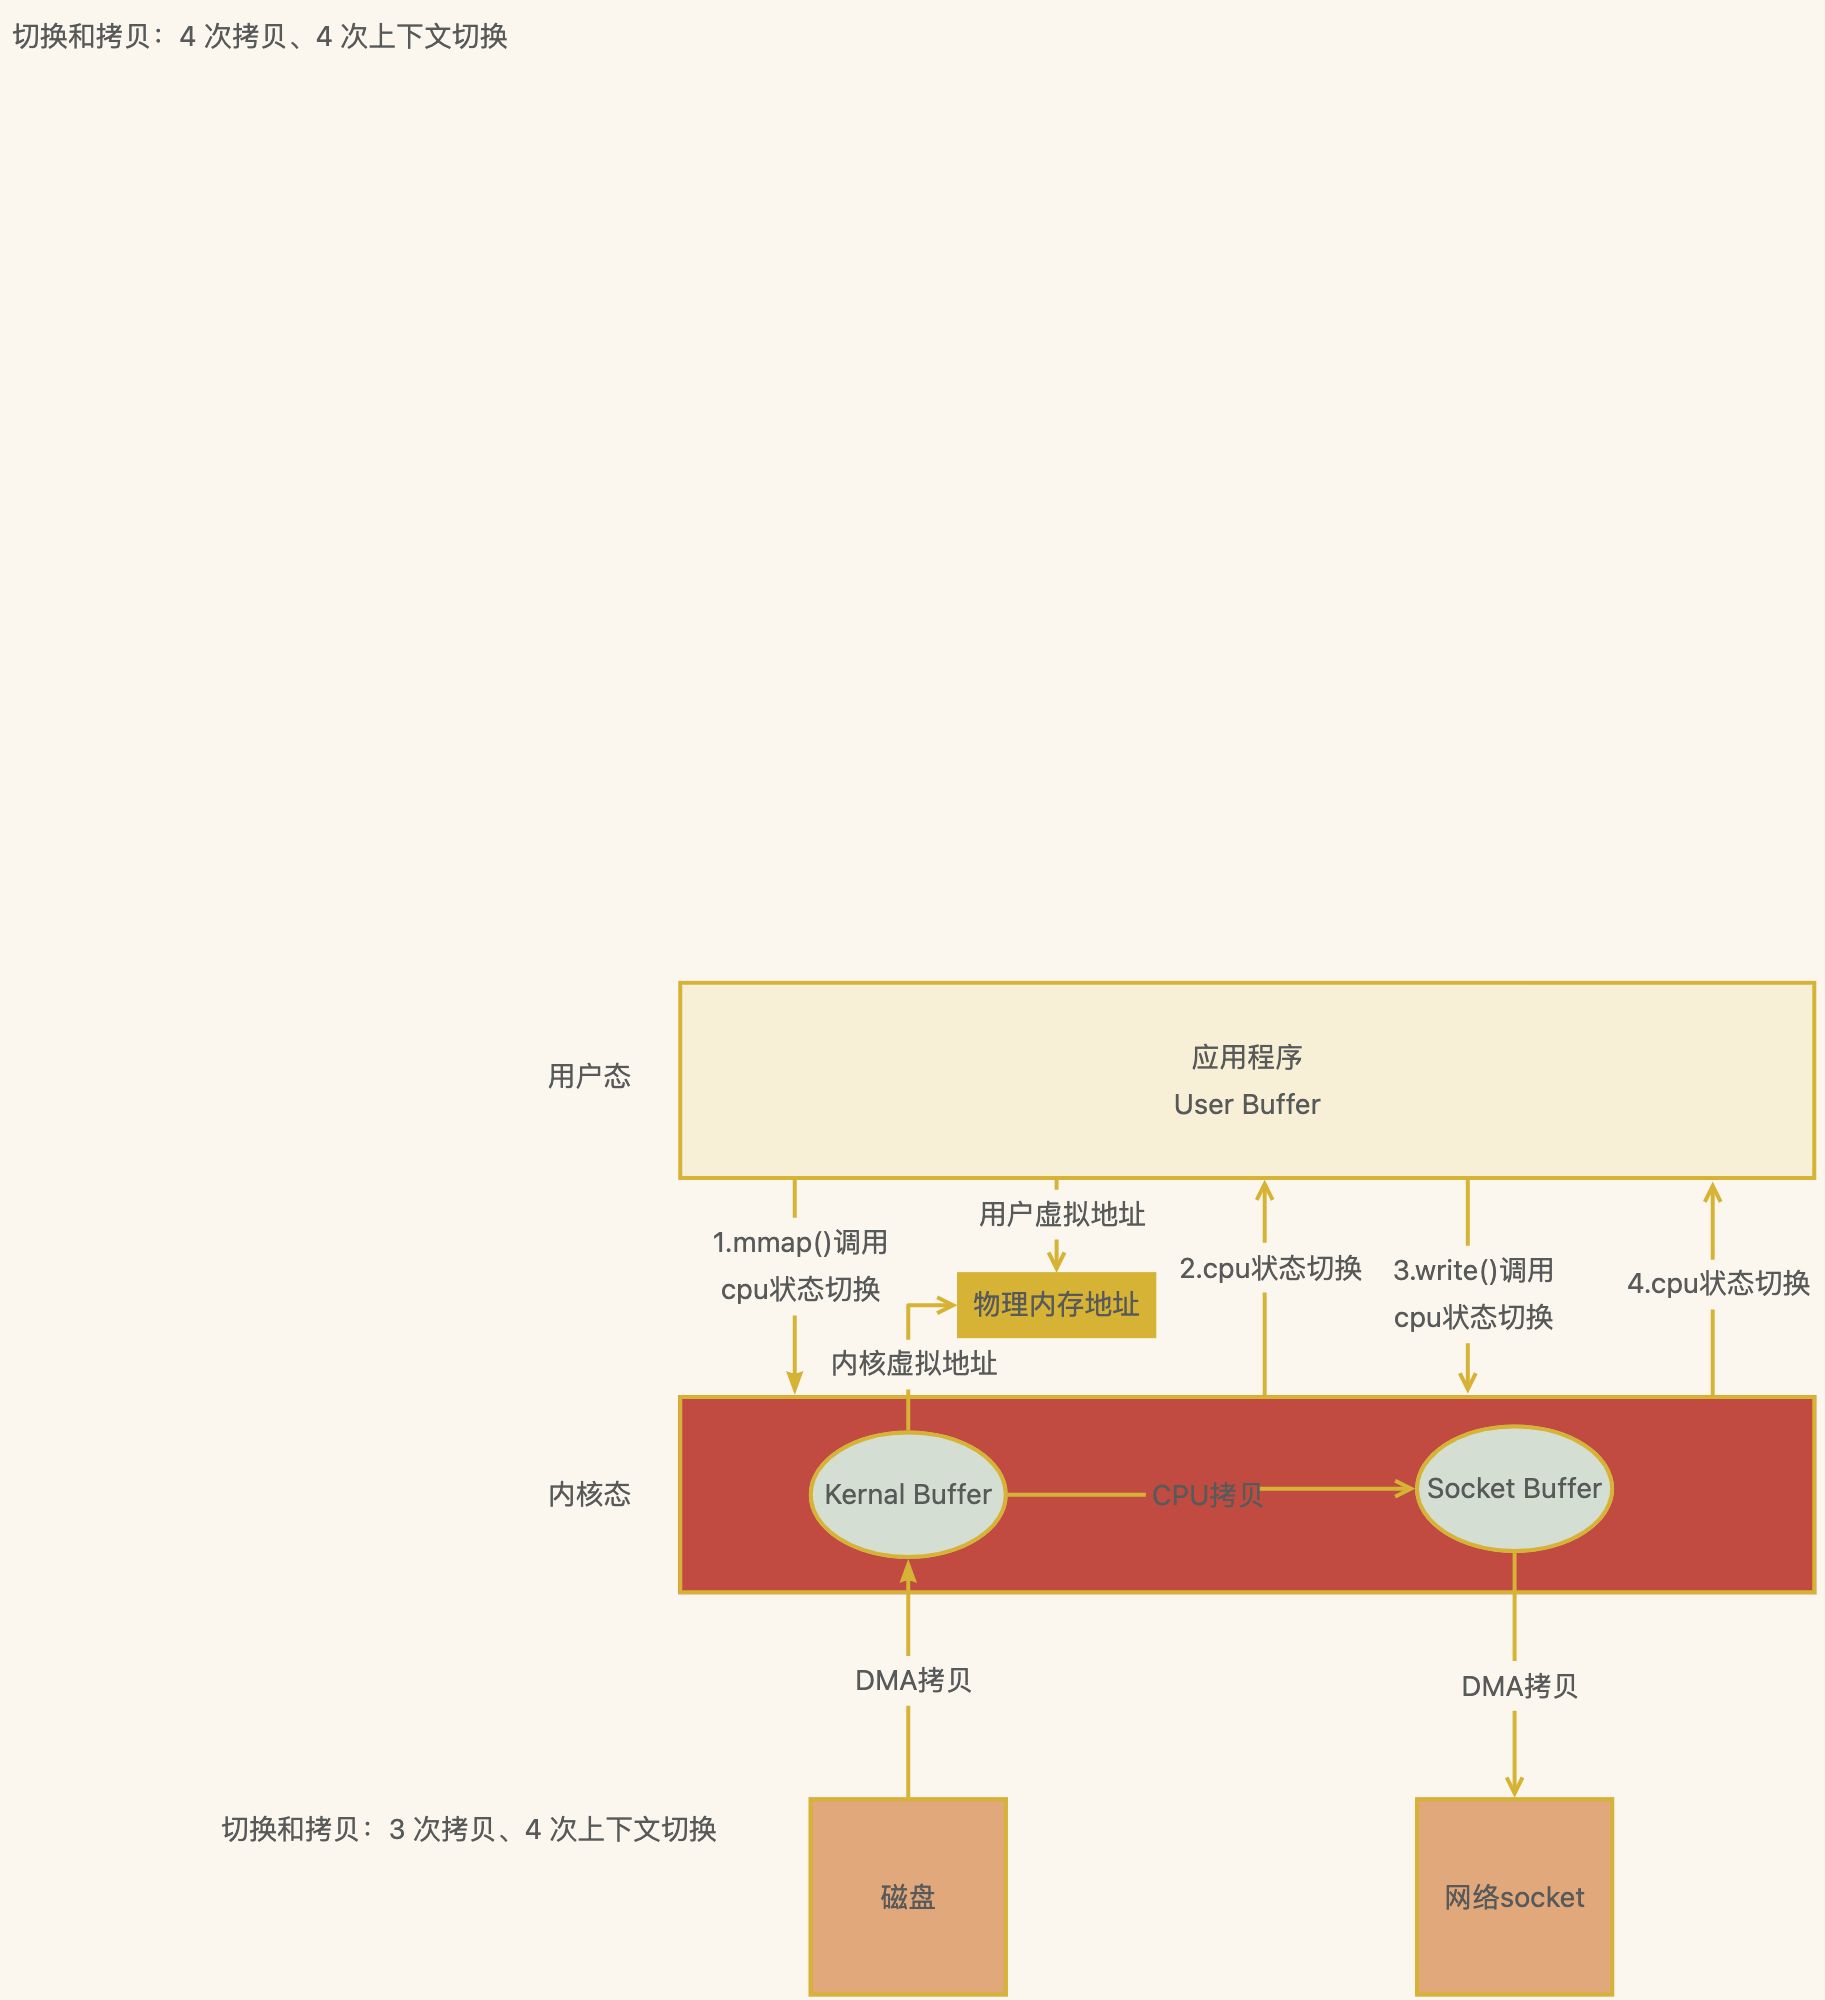 切换和拷贝：4 次拷贝、4 次上下文切换
用户态
应用程序
User Buffer
1.mmap()调用
cpu状态切换
用户虚拟地址
物理内存地址
内核虚拟地址
2.cpu状态切换
3.write()调用
cpu状态切换
4.cpu状态切换
内核态
Kernal Buffer
CPU拷贝
Socket Buffer
DMA拷贝
DMA拷贝
切换和拷贝：3 次拷贝、4 次上下文切换
磁盘
网络socket